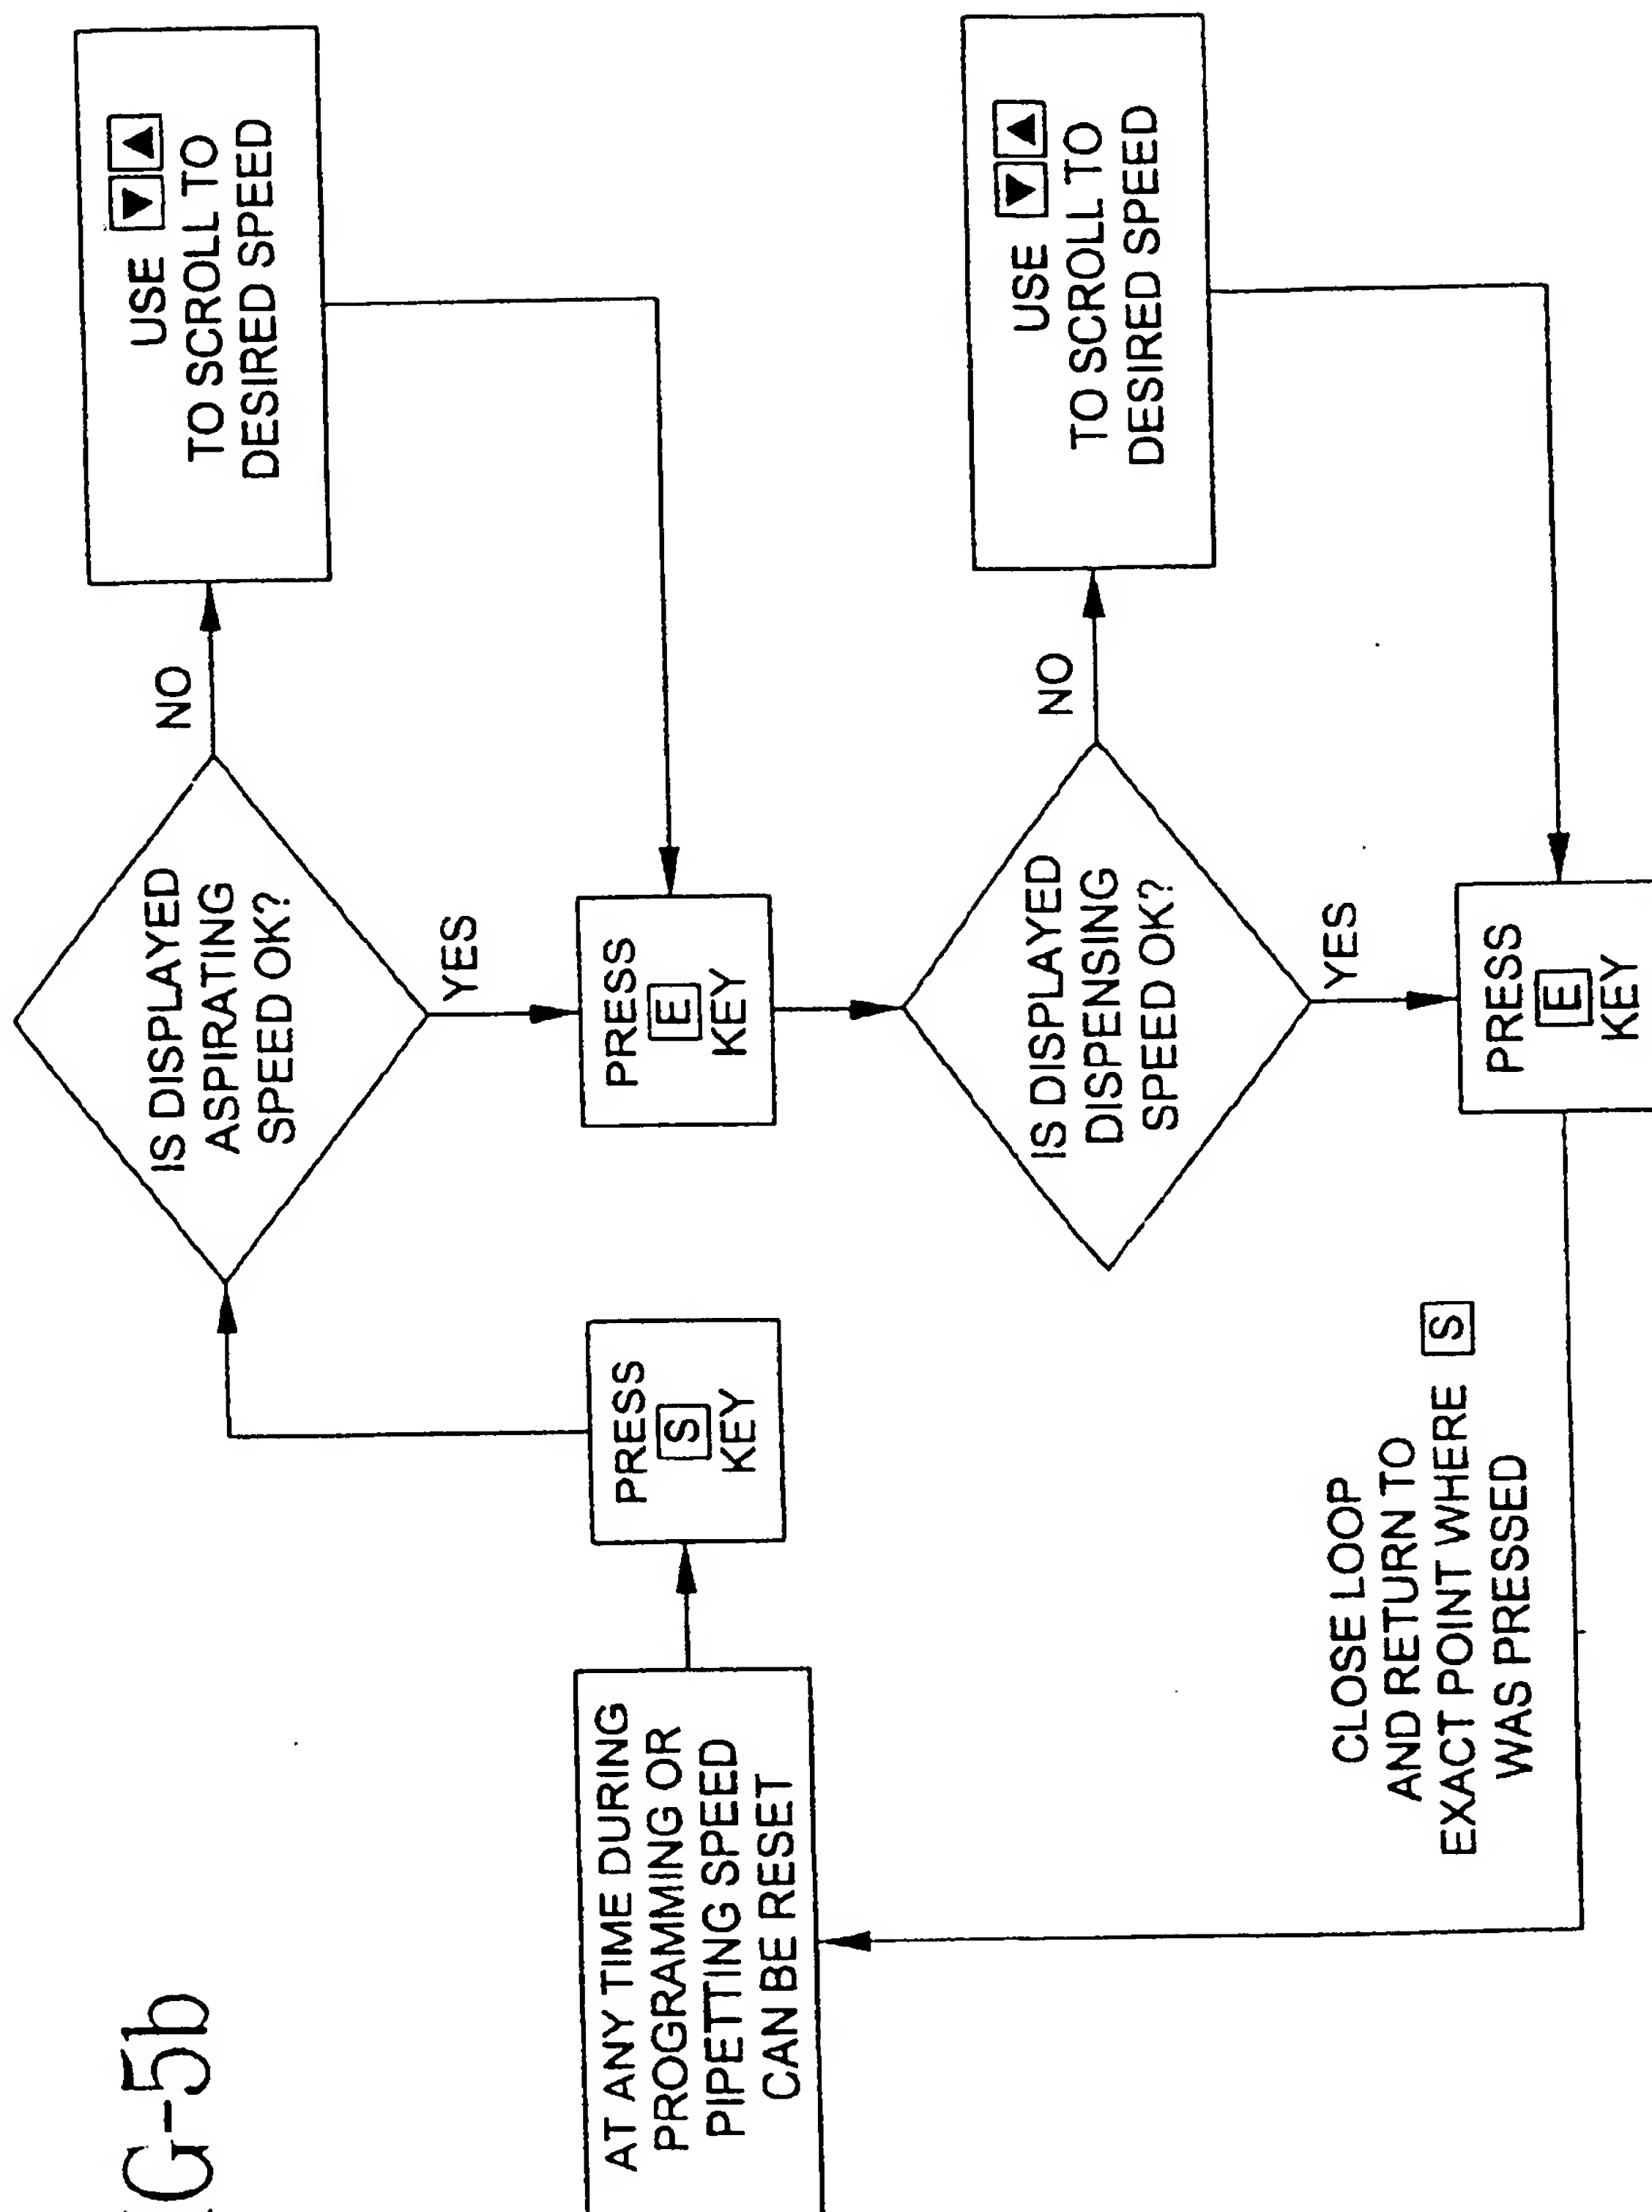 G-5b
AT ANY TIME DURING
PROGRAMMING OR
PIPETTING SPEED
CAN BE RESET
PRESS
S
KEY
IS DISPLAYED
ASPIRATING
SPEED OK?
NO
USE ▼ ▲
TO SCROLL TO
DESIRED SPEED
YES
PRESS
E
KEY
IS DISPLAYED
DISPENSING
SPEED OK?
NO
USE ▼ ▲
TO SCROLL TO
DESIRED SPEED
YES
PRESS
E
KEY
CLOSE LOOP
AND RETURN TO
EXACT POINT WHERE S
WAS PRESSED